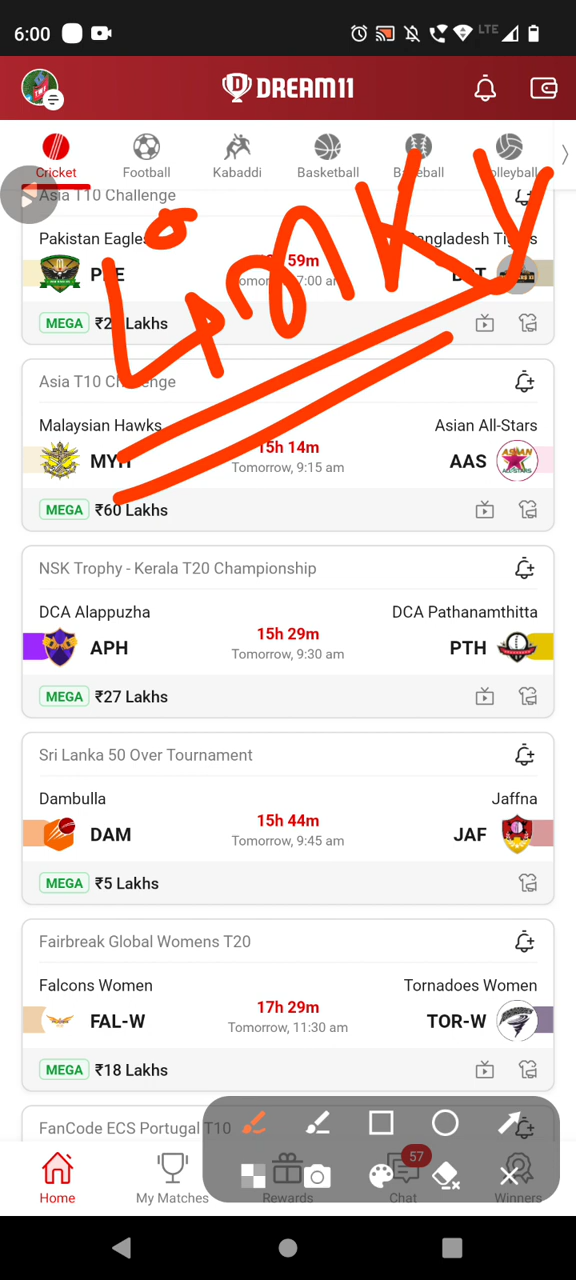 6:00
LTE
DREAM11
Cricket
Football
Kabaddi
Basketball
Asia T10 Challenge
Pakistan Eagles
59m
MEGA
Lakhs
Asia T10 Challenge
Malaysian Hawks
Asian All-Stars
MYH
15h 14m
AAS
Tomorrow, 9:15 am
MEGA ₹60 Lakhs
NSK Trophy - Kerala T20 Championship
DCA Alappuzha
DCA Pathanamthitta
APH
15h 29m
PTH
Tomorrow, 9:30 am
MEGA ₹27 Lakhs
Sri Lanka 50 Over Tournament
Dambulla
Jaffna
DAM
15h 44m
JAF
Tomorrow, 9:45 am
MEGA ₹5 Lakhs
Fairbreak Global Womens T20
Falcons Women
Tornadoes Women
FAL-W
17h 29m
TOR-W
Tomorrow, 11:30 am
MEGA ₹18 Lakhs
FanCode ECS Portugal T10
57
Home
My Matches
Rewards
Chat
Winners